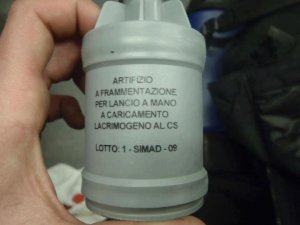 ARTIFIZIO
A FRAMMENTAZIONE
PER LANCIO A MANO
A CARICAMENTO
LACRIMOGENO AL CS
LOTTO: 1 - SIMAD - 09